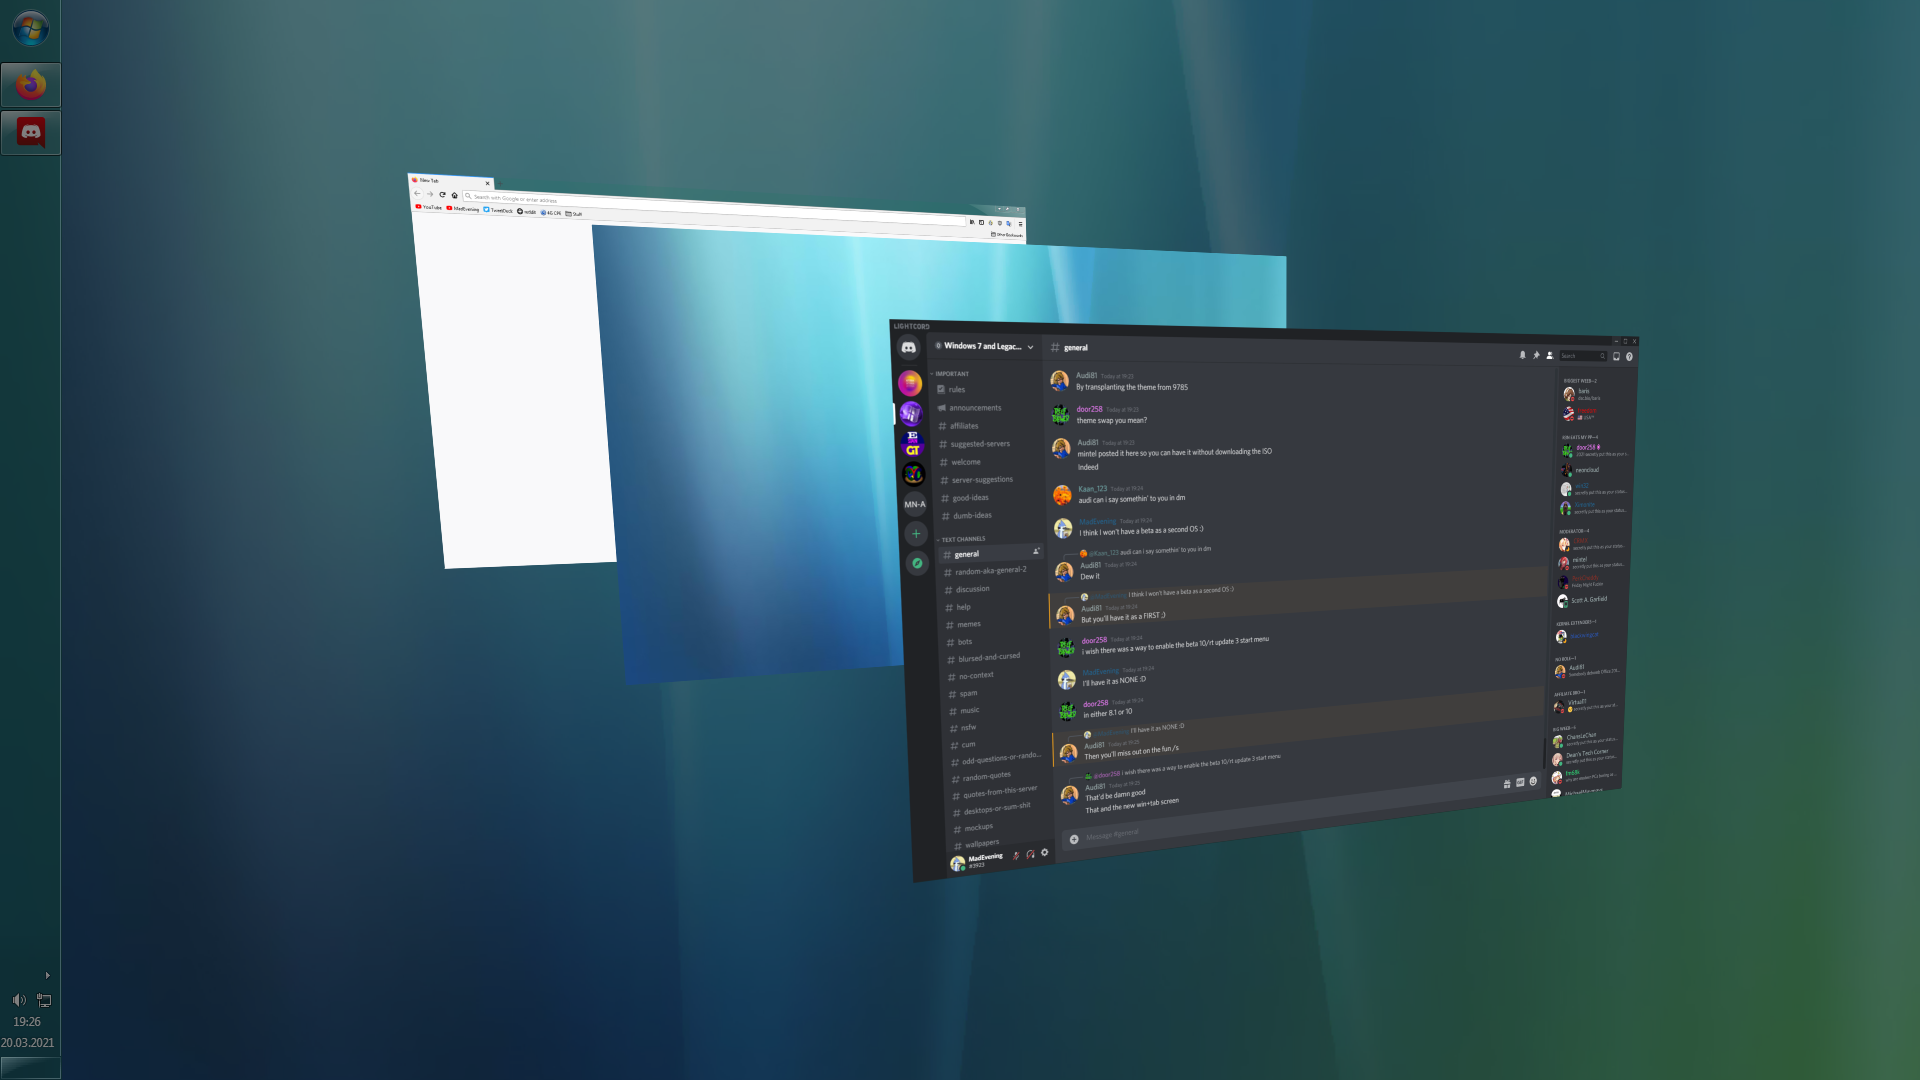 New Tab
Search with Google or enter address
YouTube
MadEvening
TweetDeck
reddit
Stuff
Other Bookmarks
LIGHTCORD
Windows 7 and Legac...
general
Search
IMPORTANT
rules
announcements
affiliates
suggested-servers
welcome
server-suggestions
good-ideas
dumb-ideas
TEXT CHANNELS
general
random-aka-general-2
discussion
help
memes
bots
blursed-and-cursed
no-context
spam
music
nsfw
cum
odd-questions-or-rando...
random-quotes
quotes-from-this-server
desktops-or-sum-shit
mockups
wallpapers
E
GT
MN-A
MadEvening
#3923
Audi81 Today at 19:23
By transplanting the theme from 9785
door258 Today at 19:23
theme swap you mean?
Audi81 Today at 19:23
mintel posted it here so you can have it without downloading the ISO
Indeed
Kaan_123 Today at 19:24
audi can i say somethin' to you in dm
MadEvening Today at 19:24
I think I won't have a beta as a second OS :)
@Kaan_123 audi can i say somethin' to you in dm
Audi81 Today at 19:24
Dew it
I think I won't have a beta as a second OS :)
Audi81 Today at 19:24
But you'll have it as a FIRST ;)
door258 Today at 19:24
i wish there was a way to enable the beta 10/rt update 3 start menu
MadEvening Today at 19:24
I'll have it as NONE :D
door258 Today at 19:24
in either 8.1 or 10
I'll have it as NONE :D
Audi81 Today at 19:25
Then you'll miss out on the fun /s
@door258 i wish there was a way to enable the beta 10/rt update 3 start menu
Audi81 Today at 19:25
That'd be damn good
That and the new win+tab screen
Message #general
door258
neoncloud
MODERATOR—4
mintel
Scott A. Garfield
NO ROLE—1
Audi81
ChainLeChen
Dean's Tech Corner
19:26
20.03.2021